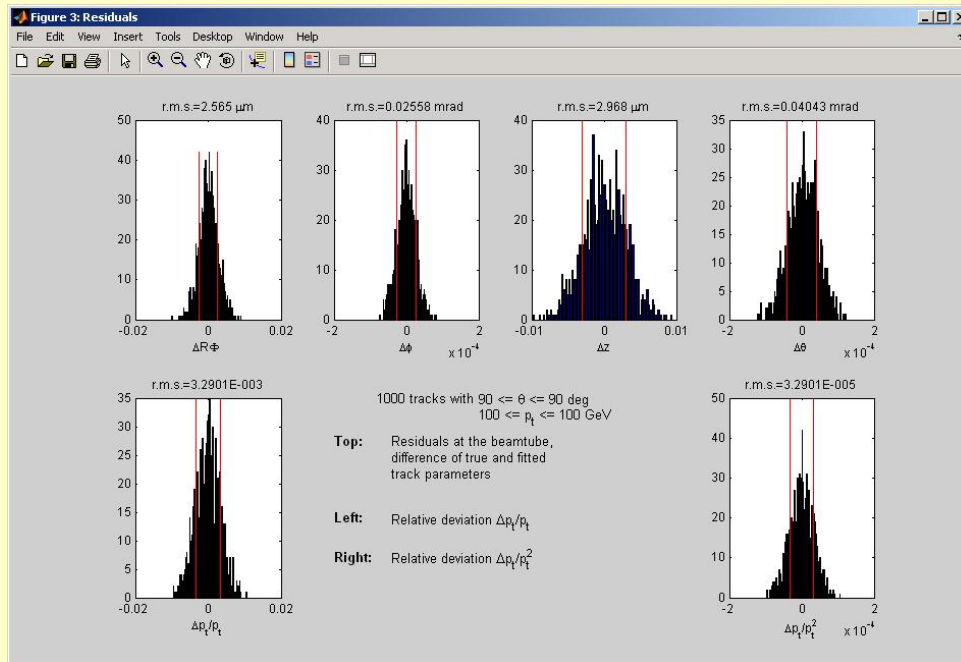 Figure 3: Residuals
File Edit View Insert Tools Desktop Window Help
r.m.s.=2.565 μm
50
40
30
20
10
0
-0.02 0 0.02
ΔRΦ
r.m.s.=0.02558 mrad
40
30
20
10
0
-2 0 2
Δϕ x 10⁻⁴
r.m.s.=2.968 μm
40
35
30
25
20
15
10
5
0
-0.01 0 0.01
Δz
r.m.s.=0.04043 mrad
35
30
25
20
15
10
5
0
-2 0 2
Δθ x 10⁻⁴
r.m.s.=3.2901E-003
35
30
25
20
15
10
5
0
-0.02 0 0.02
Δpₜ/pₜ
1000 tracks with 90 <= θ <= 90 deg
100 <= pₜ <= 100 GeV
Top: Residuals at the beamtube,
difference of true and fitted
track parameters
Left: Relative deviation Δpₜ/pₜ
Right: Relative deviation Δpₜ/pₜ²
r.m.s.=3.2901E-005
50
40
30
20
10
0
-2 0 2
Δpₜ/pₜ² x 10⁻⁴